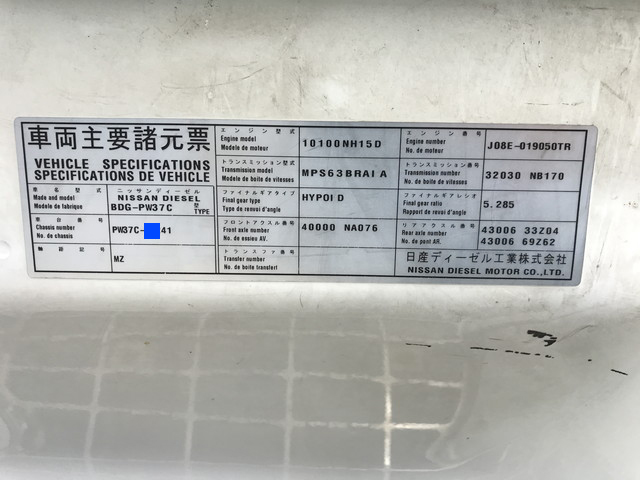 車両主要諸元票
VEHICLE SPECIFICATIONS
SPECIFICATIONS DE VEHICLE
車名型式
Made and model
Modele de fabrique
ニッサンディーゼル
NISSAN DIESEL
BDG-PW37C 型 TYPE
車台番号
Chassis number
No. de chassis
PW37C- 41
MZ
エンジン型式
Engine model
Modele de moteur
10100NH15D
エンジン番号
Engine number
No. de moteur
J08E-019050TR
トランスミッション型式
Transmission model
Modele de boite de vitesses
MPS63BRAI A
トランスミッション番号
Transmission number
No de boite de vitesses
32030 NB170
ファイナルギアタイプ
Final gear type
Type de renvui d'angle
HYPOI D
ファイナルギアレシオ
Final gear ratio
Rapport de revui d'angle
5.285
フロントアクスル番号
Front axle number
No. de essieu AV.
40000 NA076
リアアクスル番号
Rear axle number
No. de pont AR.
43006 33Z04
43006 69Z62
トランスファ番号
Transfer number
No. de boite transfert
日産ディーゼル工業株式会社
NISSAN DIESEL MOTOR CO.,LTD.